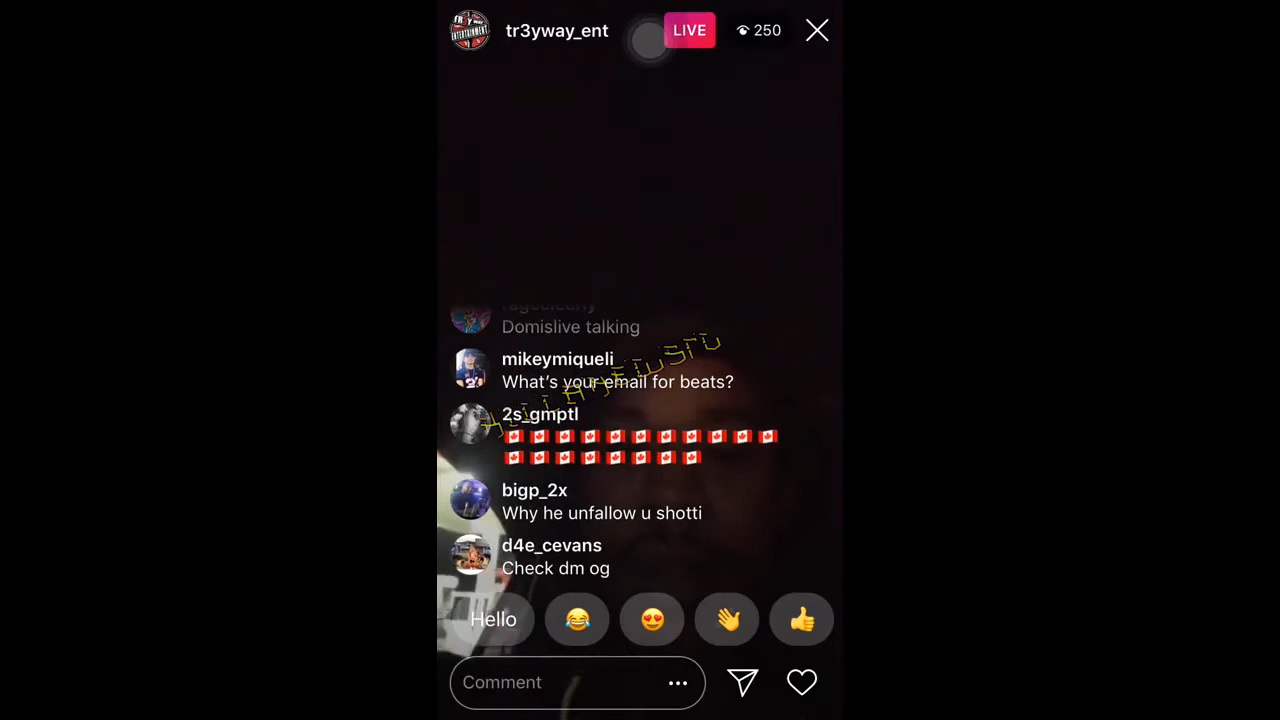 tr3yway_ent
LIVE
250
Domislive talking
mikeymiqueli
What’s your email for beats?
2s_gmptl
🇨🇦🇨🇦🇨🇦🇨🇦🇨🇦🇨🇦🇨🇦🇨🇦🇨🇦🇨🇦🇨🇦
🇨🇦🇨🇦🇨🇦🇨🇦🇨🇦🇨🇦🇨🇦🇨🇦
bigp_2x
Why he unfallow u shotti
d4e_cevans
Check dm og
Hello 😂 😍 👋 👍
Comment